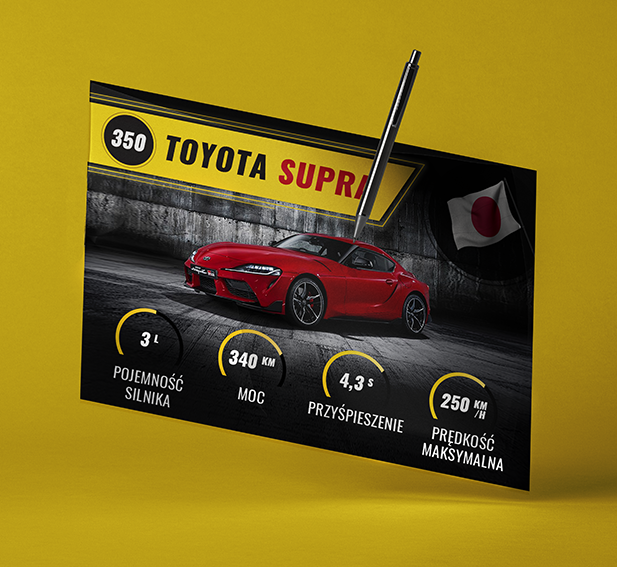 350 TOYOTA SUPRA
3 L
POJEMNOŚĆ
SILNIKA
340 KM
MOC
4,3 S
PRZYŚPIESZENIE
250 KM
/H
PRĘDKOŚĆ
MAKSYMALNA